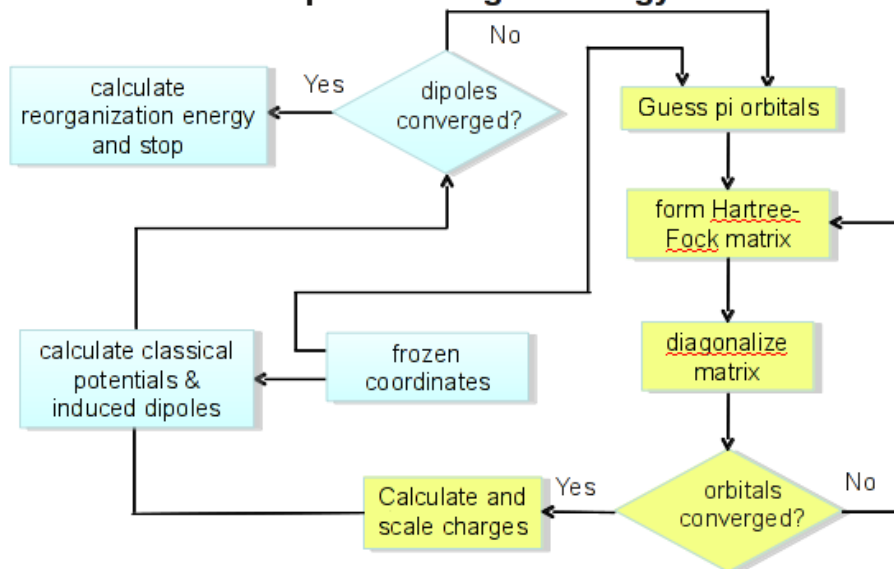 No
Yes
calculate
reorganization energy
and stop
dipoles
converged?
Guess pi orbitals
form Hartree-
Fock matrix
diagonalize
matrix
calculate classical
potentials &
induced dipoles
frozen
coordinates
Calculate and
scale charges
Yes
orbitals
converged?
No